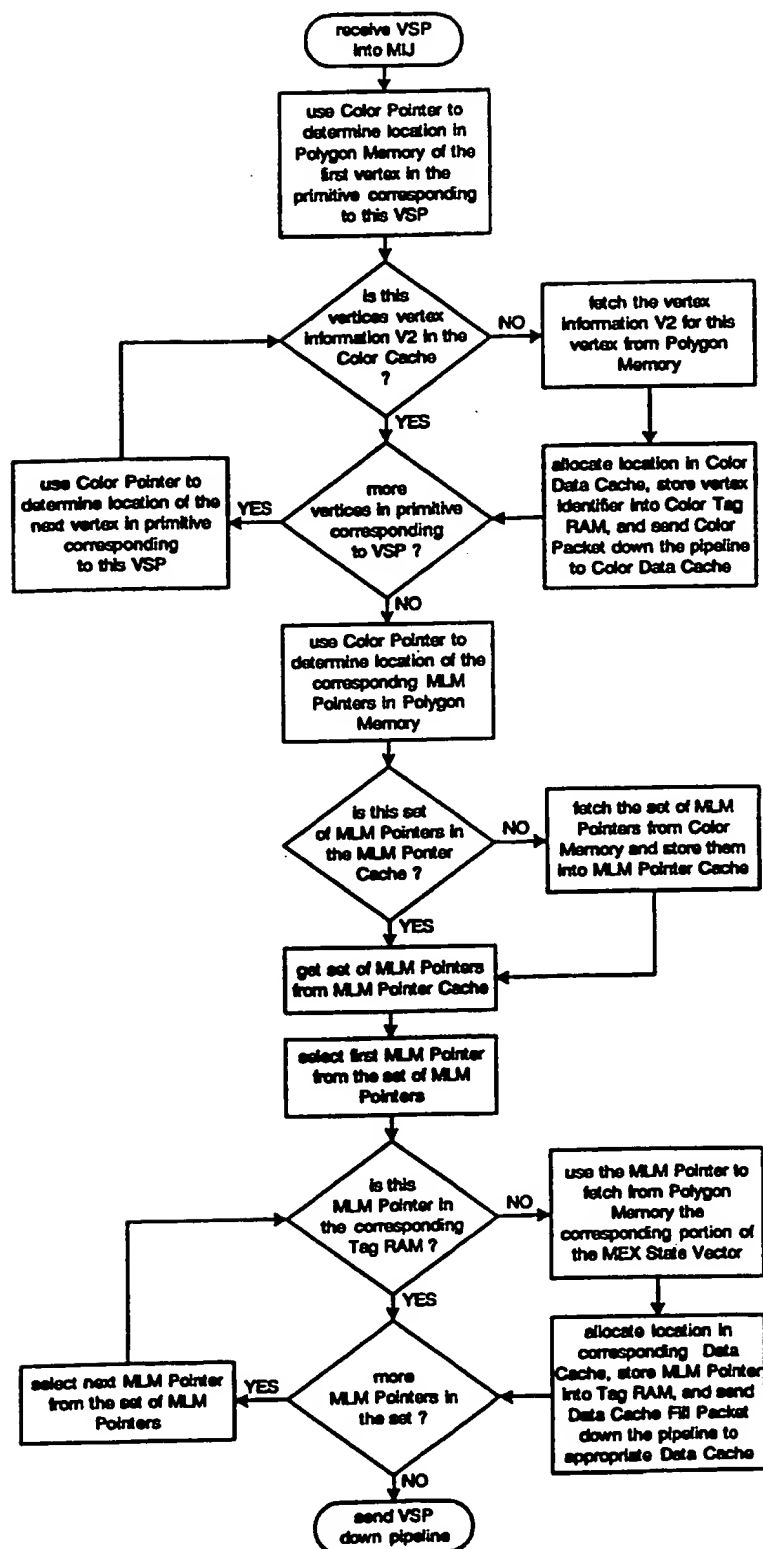 receive VSP
into MIJ
use Color Pointer to
determine location in
Polygon Memory of the
first vertex in the
primitive corresponding
to this VSP
is this
vertices vertex
information V2 in the
Color Cache
?
NO
fetch the vertex
information V2 for this
vertex from Polygon
Memory
YES
allocate location in Color
Data Cache, store vertex
identifier into Color Tag
RAM, and send Color
Packet down the pipeline
to Color Data Cache
more
vertices in primitive
corresponding
to VSP ?
YES
use Color Pointer to
determine location of the
next vertex in primitive
corresponding
to this VSP
NO
use Color Pointer to
determine location of the
correspondng MLM
Pointers in Polygon
Memory
is this set
of MLM Pointers in
the MLM Ponter
Cache ?
NO
fetch the set of MLM
Pointers from Color
Memory and store them
into MLM Pointer Cache
YES
get set of MLM Pointers
from MLM Pointer Cache
select first MLM Pointer
from the set of MLM
Pointers
is this
MLM Pointer in
the corresponding
Tag RAM ?
NO
use the MLM Pointer to
fetch from Polygon
Memory the
corresponding portion of
the MEX State Vector
YES
allocate location in
corresponding Data
Cache, store MLM Pointer
into Tag RAM, and send
Data Cache Fill Packet
down the pipeline to
appropriate Data Cache
more
MLM Pointers in
the set ?
YES
select next MLM Pointer
from the set of MLM
Pointers
NO
send VSP
down pipeline